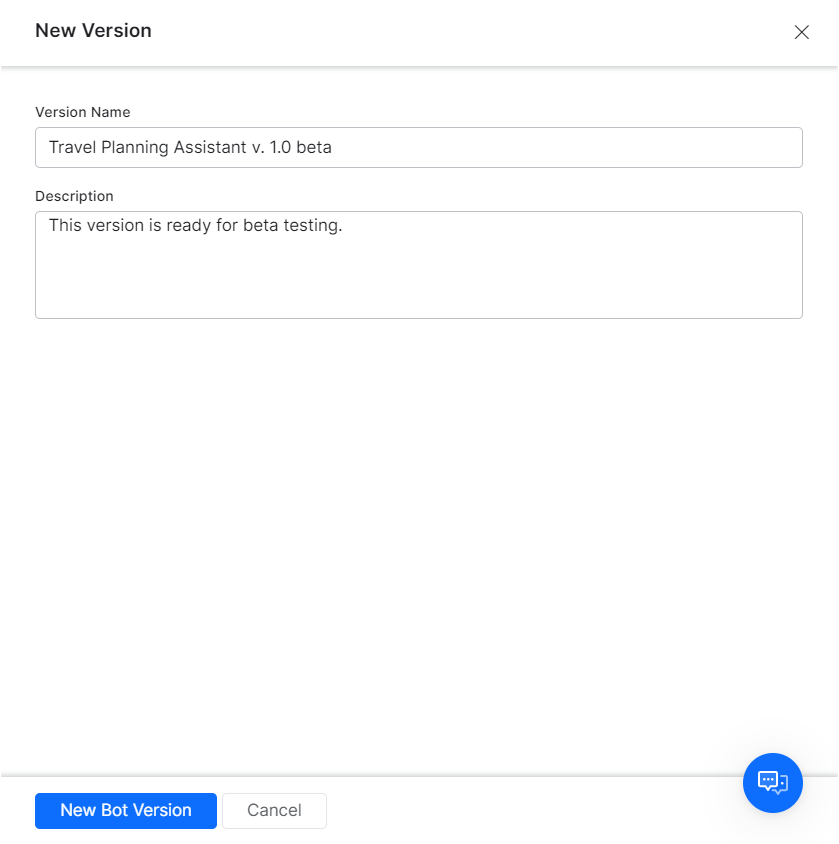 New Version
Version Name
Travel Planning Assistant v. 1.0 beta
Description
This version is ready for beta testing.
New Bot Version
Cancel